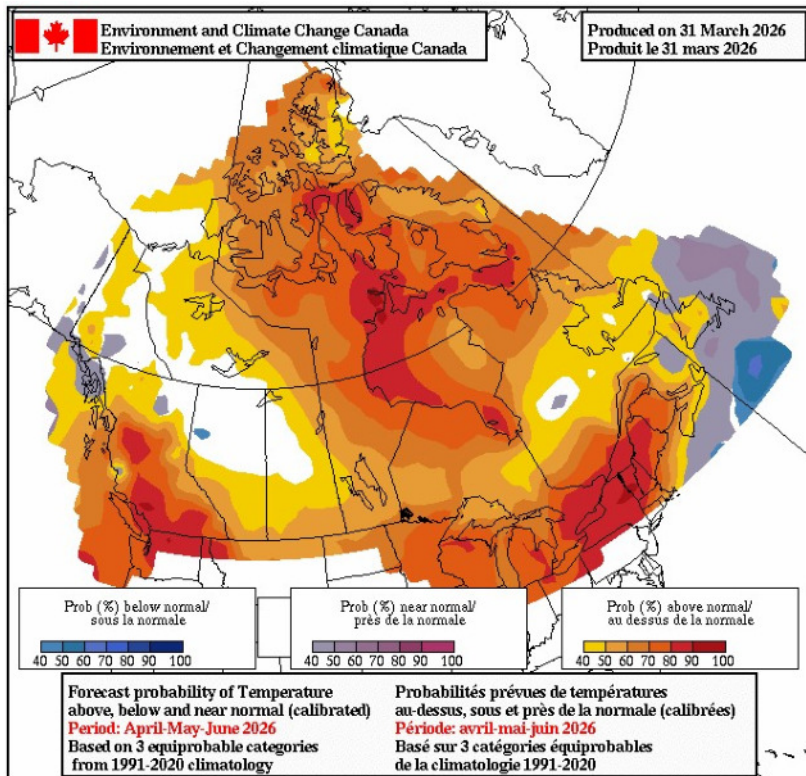 Environment and Climate Change Canada
Environnement et Changement climatique Canada
Produced on 31 March 2026
Produit le 31 mars 2026
Prob (%) below normal/
sous la normale
40 50 60 70 80 90 100
Prob (%) near normal/
près de la normale
40 50 60 70 80 90 100
Prob (%) above normal/
au dessus de la normale
40 50 60 70 80 90 100
Forecast probability of Temperature
above, below and near normal (calibrated)
Period: April-May-June 2026
Based on 3 equiprobable categories
from 1991-2020 climatology
Probabilités prévues de températures
au-dessus, sous et près de la normale (calibrées)
Période: avril-mai-juin 2026
Basé sur 3 catégories équiprobables
de la climatologie 1991-2020